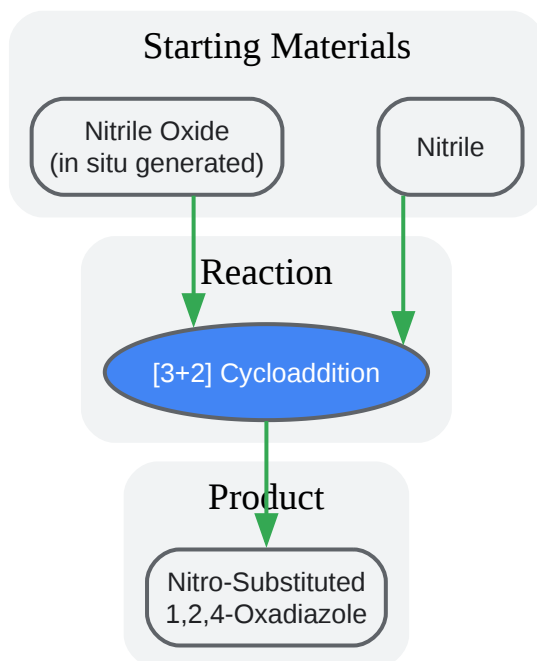 Starting Materials
Nitrile Oxide
(in situ generated)
Nitrile
Reaction
[3+2] Cycloaddition
Product
Nitro-Substituted
1,2,4-Oxadiazole